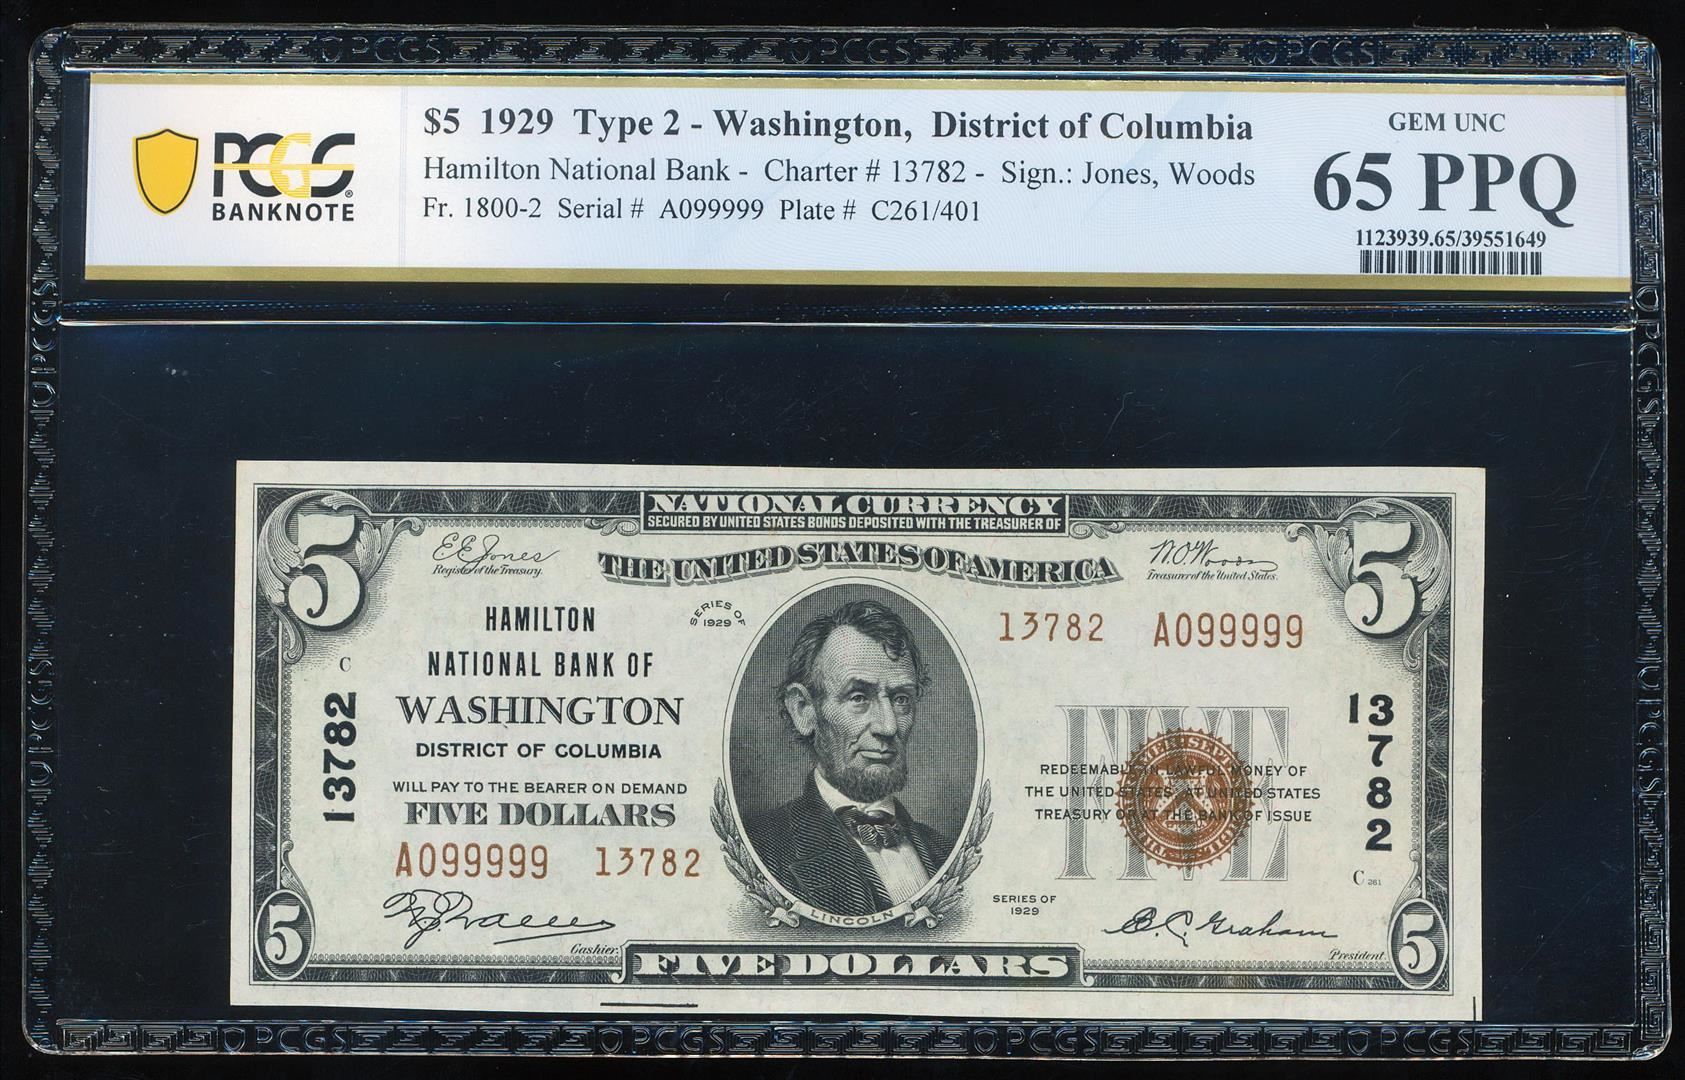 PCGS BANKNOTE
$5 1929 Type 2 - Washington, District of Columbia
Hamilton National Bank - Charter # 13782 - Sign.: Jones, Woods
Fr. 1800-2 Serial # A099999 Plate # C261/401
GEM UNC
65 PPQ
1123939.65/39551649
NATIONAL CURRENCY
SECURED BY UNITED STATES BONDS DEPOSITED WITH THE TREASURER OF
THE UNITED STATES OF AMERICA
5
5
E.E. Jones
Register of the Treasury.
W.O. Woods
Treasurer of the United States.
SERIES OF
1929
HAMILTON
NATIONAL BANK OF
WASHINGTON
DISTRICT OF COLUMBIA
WILL PAY TO THE BEARER ON DEMAND
FIVE DOLLARS
C
13782
13782 A099999
A099999 13782
FIVE
REDEEMABLE IN LAWFUL MONEY OF
THE UNITED STATES AT UNITED STATES
TREASURY OR AT THE BANK OF ISSUE
13782
C 261
SERIES OF
1929
LINCOLN
Cashier.
B.C. Graham
President.
5
FIVE DOLLARS
5